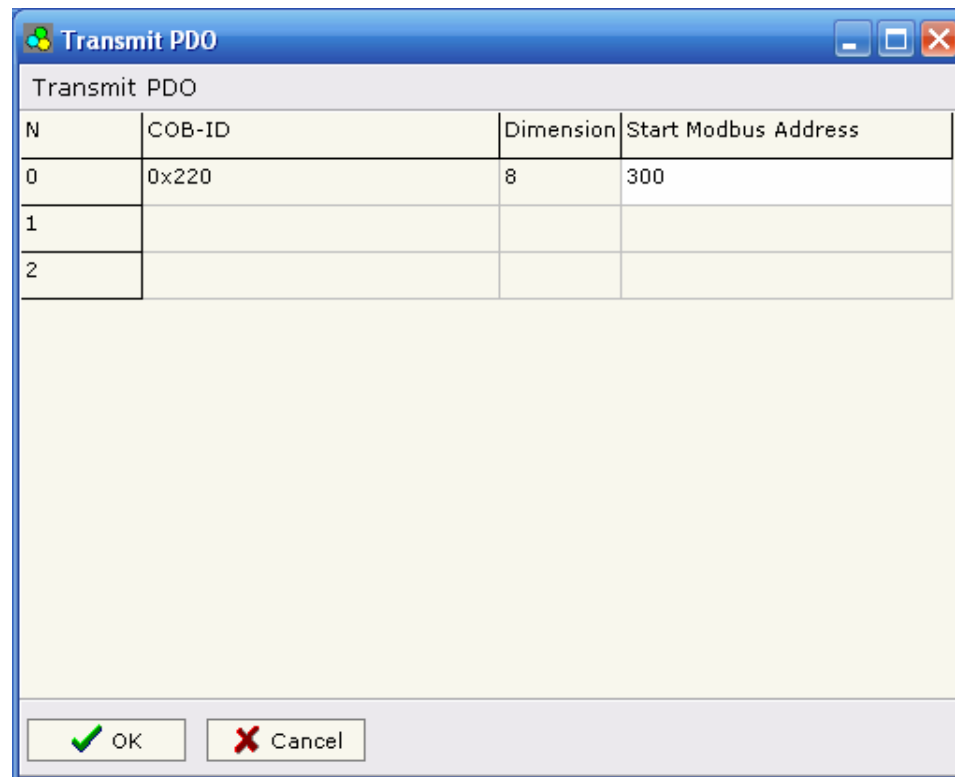 Transmit PDO
Transmit PDO
N COB-ID Dimension Start Modbus Address
0 0x220 8 300
1
2
OK Cancel